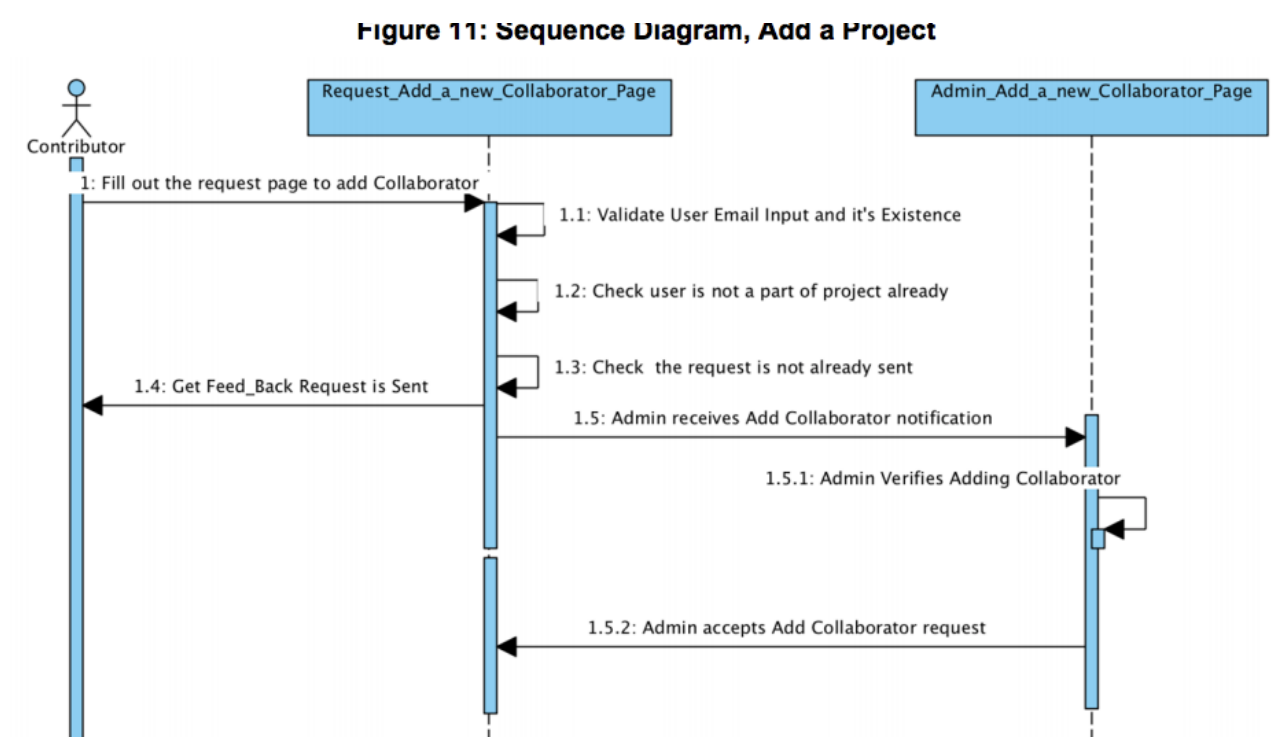 Figure 11: Sequence Diagram, Add a Project
Request_Add_a_new_Collaborator_Page
Admin_Add_a_new_Collaborator_Page
Contributor
1: Fill out the request page to add Collaborator
1.1: Validate User Email Input and it's Existence
1.2: Check user is not a part of project already
1.3: Check  the request is not already sent
1.4: Get Feed_Back Request is Sent
1.5: Admin receives Add Collaborator notification
1.5.1: Admin Verifies Adding Collaborator
1.5.2: Admin accepts Add Collaborator request